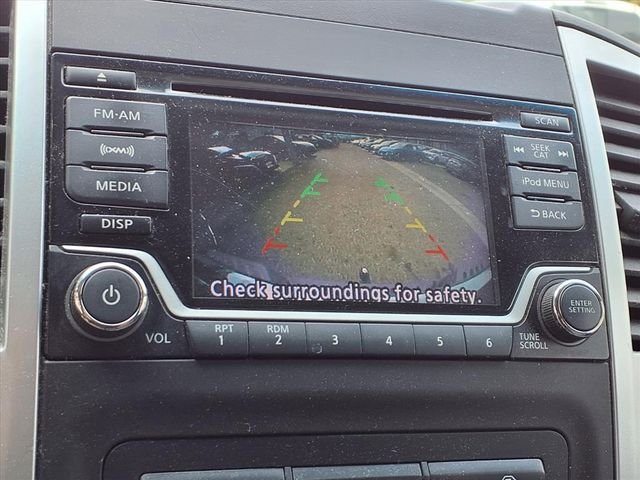 FM·AM
SCAN
((XM))
SEEK
CAT
MEDIA
iPod MENU
DISP
BACK
Check surroundings for safety.
VOL
RPT
1
RDM
2
3
4
5
6
TUNE
SCROLL
ENTER
SETTING